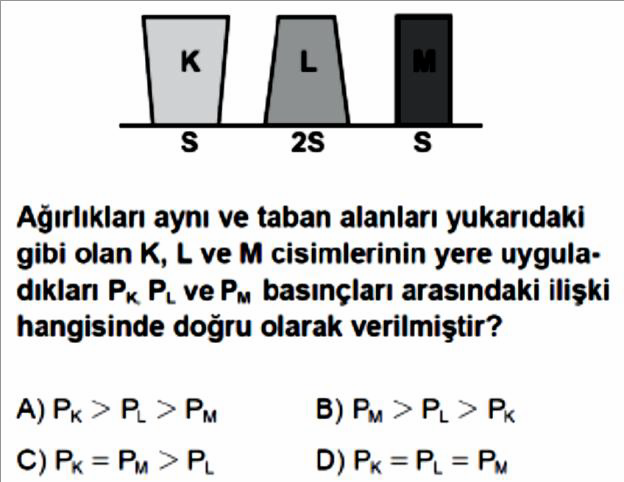 K L M
S 2S S
Ağırlıkları aynı ve taban alanları yukarıdaki
gibi olan K, L ve M cisimlerinin yere uygula-
dıkları PK, PL ve PM basınçları arasındaki ilişki
hangisinde doğru olarak verilmiştir?
A) PK > PL > PM B) PM > PL > PK
C) PK = PM > PL D) PK = PL = PM